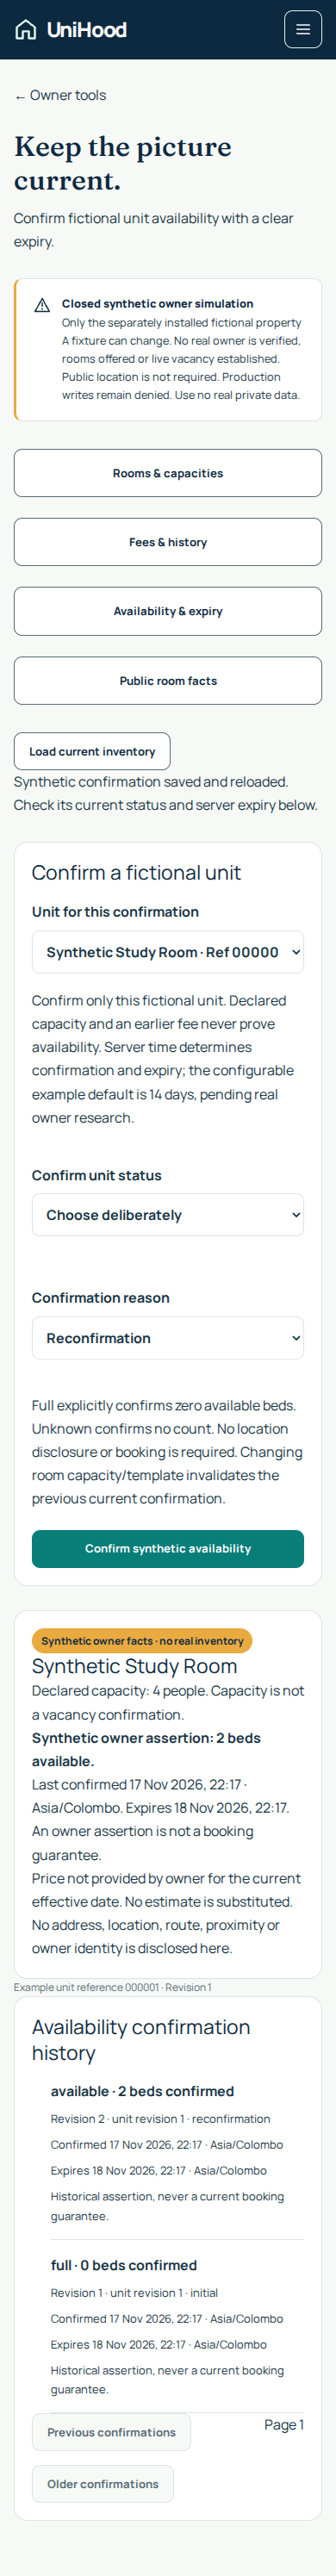 UniHood
← Owner tools
Keep the picture
current.
Confirm fictional unit availability with a clear
expiry.
Closed synthetic owner simulation
Only the separately installed fictional property
A fixture can change. No real owner is verified,
rooms offered or live vacancy established.
Public location is not required. Production
writes remain denied. Use no real private data.
Rooms & capacities
Fees & history
Availability & expiry
Public room facts
Load current inventory
Synthetic confirmation saved and reloaded.
Check its current status and server expiry below.
Confirm a fictional unit
Unit for this confirmation
Synthetic Study Room · Ref 00000
Confirm only this fictional unit. Declared
capacity and an earlier fee never prove
availability. Server time determines
confirmation and expiry; the configurable
example default is 14 days, pending real
owner research.
Confirm unit status
Choose deliberately
Confirmation reason
Reconfirmation
Full explicitly confirms zero available beds.
Unknown confirms no count. No location
disclosure or booking is required. Changing
room capacity/template invalidates the
previous current confirmation.
Confirm synthetic availability
Synthetic owner facts · no real inventory
Synthetic Study Room
Declared capacity: 4 people. Capacity is not
a vacancy confirmation.
Synthetic owner assertion: 2 beds
available.
Last confirmed 17 Nov 2026, 22:17 ·
Asia/Colombo. Expires 18 Nov 2026, 22:17.
An owner assertion is not a booking
guarantee.
Price not provided by owner for the current
effective date. No estimate is substituted.
No address, location, route, proximity or
owner identity is disclosed here.
Example unit reference 000001 · Revision 1
Availability confirmation
history
available · 2 beds confirmed
Revision 2 · unit revision 1 · reconfirmation
Confirmed 17 Nov 2026, 22:17 · Asia/Colombo
Expires 18 Nov 2026, 22:17 · Asia/Colombo
Historical assertion, never a current booking
guarantee.
full · 0 beds confirmed
Revision 1 · unit revision 1 · initial
Confirmed 17 Nov 2026, 22:17 · Asia/Colombo
Expires 18 Nov 2026, 22:17 · Asia/Colombo
Historical assertion, never a current booking
guarantee.
Previous confirmations
Page 1
Older confirmations